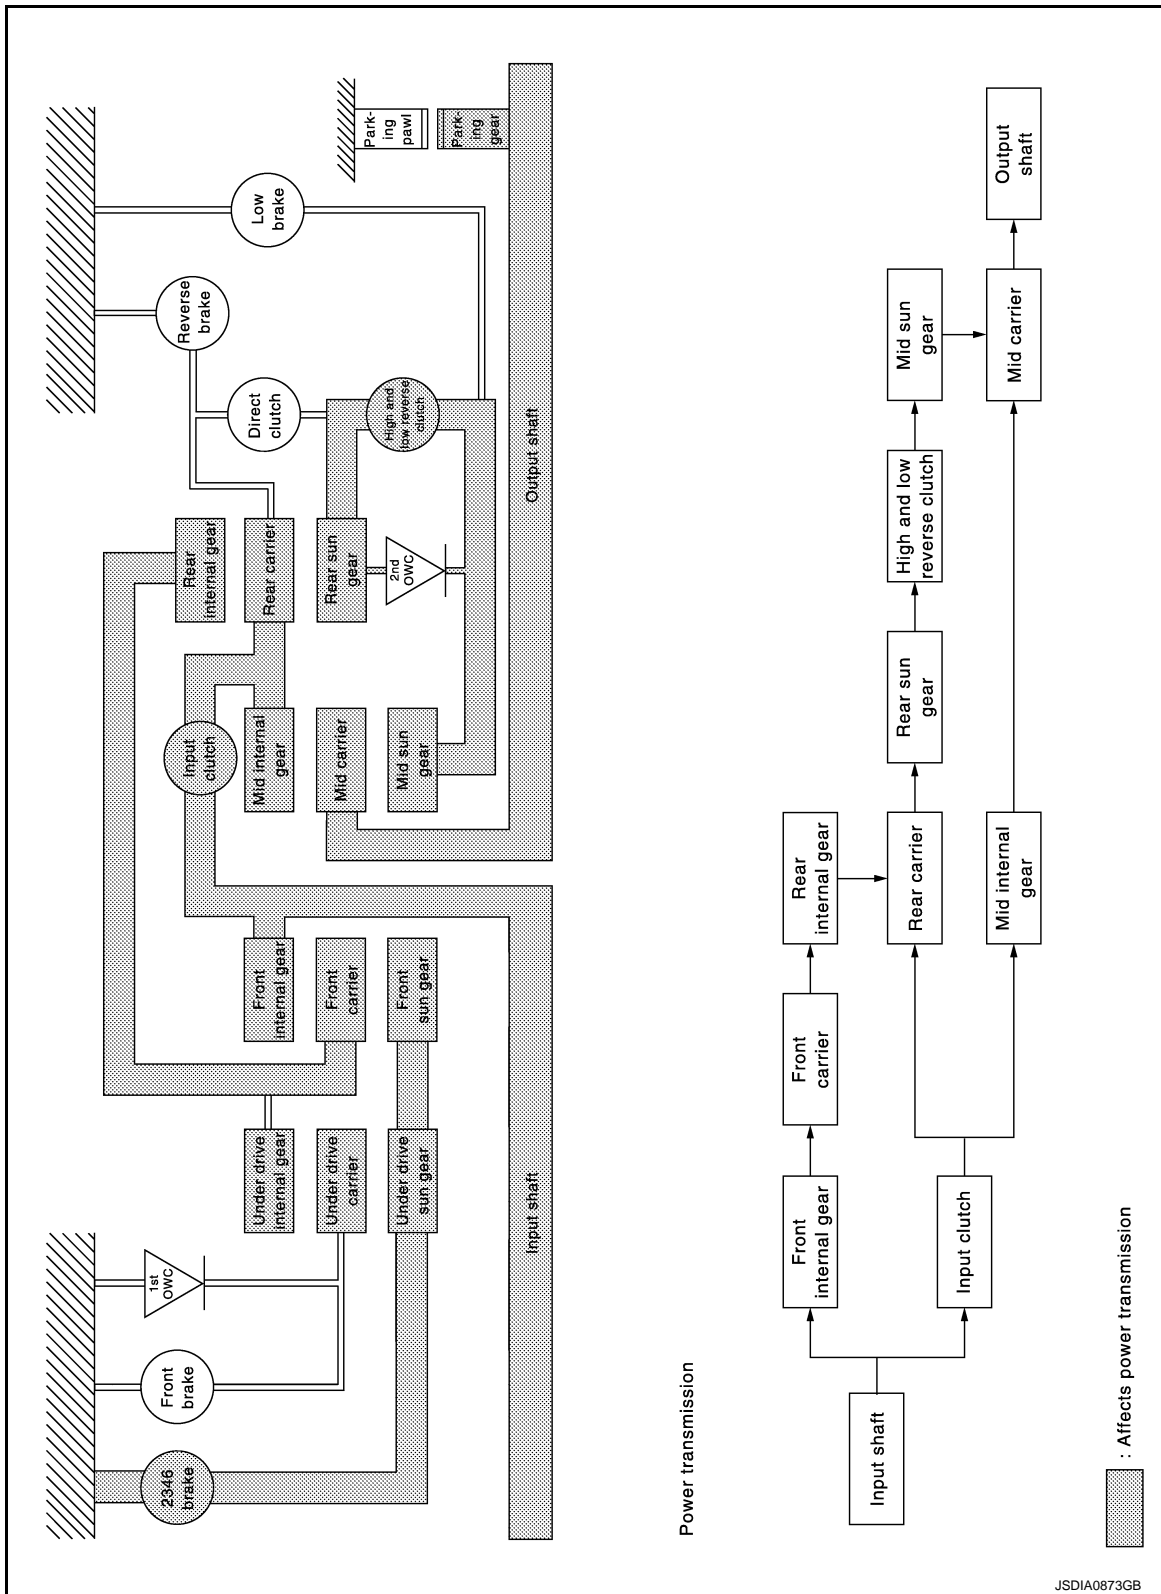 2346
brake
Front
brake
1st
OWC
Under drive
internal gear
Under drive
carrier
Under drive
sun gear
Front
internal gear
Front
carrier
Front
sun gear
Input shaft
Input
clutch
Mid internal
gear
Mid carrier
Mid sun
gear
Rear
internal gear
Rear carrier
Rear sun
gear
2nd
OWC
Direct
clutch
High and
low reverse
clutch
Reverse
brake
Low
brake
Park-
ing
pawl
Park-
ing
gear
Output shaft
Power transmission
Input shaft
Front
internal gear
Front
carrier
Rear
internal gear
Input clutch
Rear carrier
Rear sun
gear
High and low
reverse clutch
Mid sun
gear
Mid internal
gear
Mid carrier
Output
shaft
: Affects power transmission
JSDIA0873GB